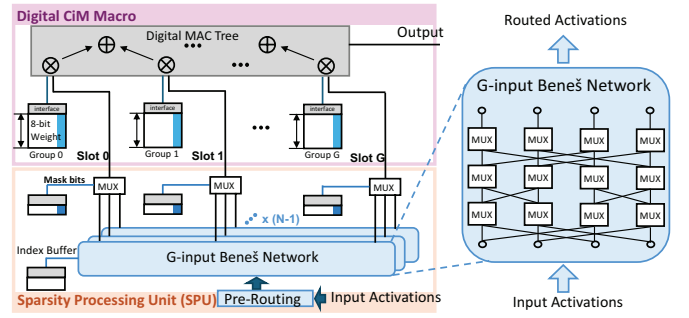 Digital CiM Macro
Digital MAC Tree
Output
interface
interface
interface
8-bit
Weight
Group 0
Slot 0
Group 1
Slot 1
Group G
Slot G
Mask bits
MUX
MUX
MUX
x (N-1)
Index Buffer
G-input Beneš Network
Sparsity Processing Unit (SPU)
Pre-Routing
Input Activations
Routed Activations
G-input Beneš Network
MUX MUX MUX MUX
MUX MUX MUX MUX
MUX MUX MUX MUX
Input Activations